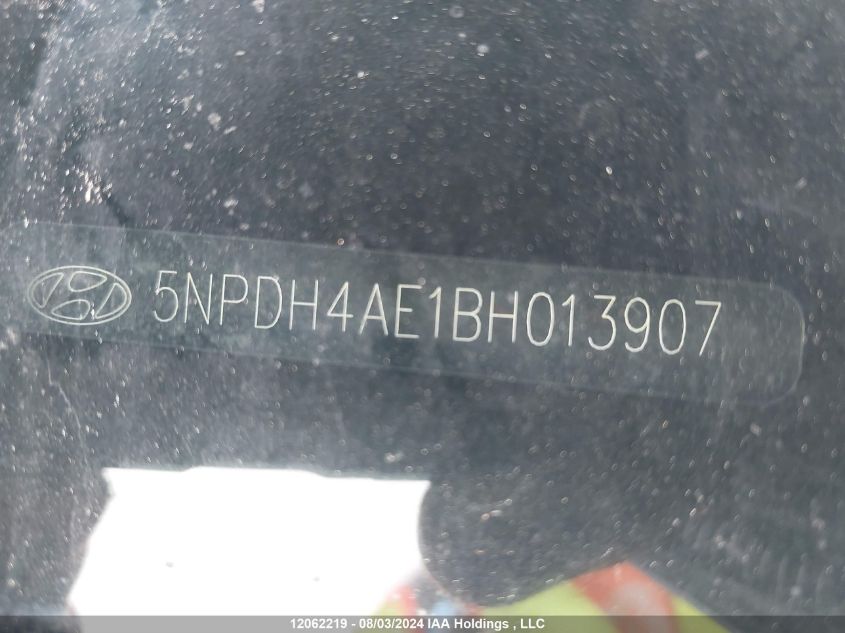 5NPDH4AE1BH013907
12062219 - 08/03/2024 IAA Holdings , LLC